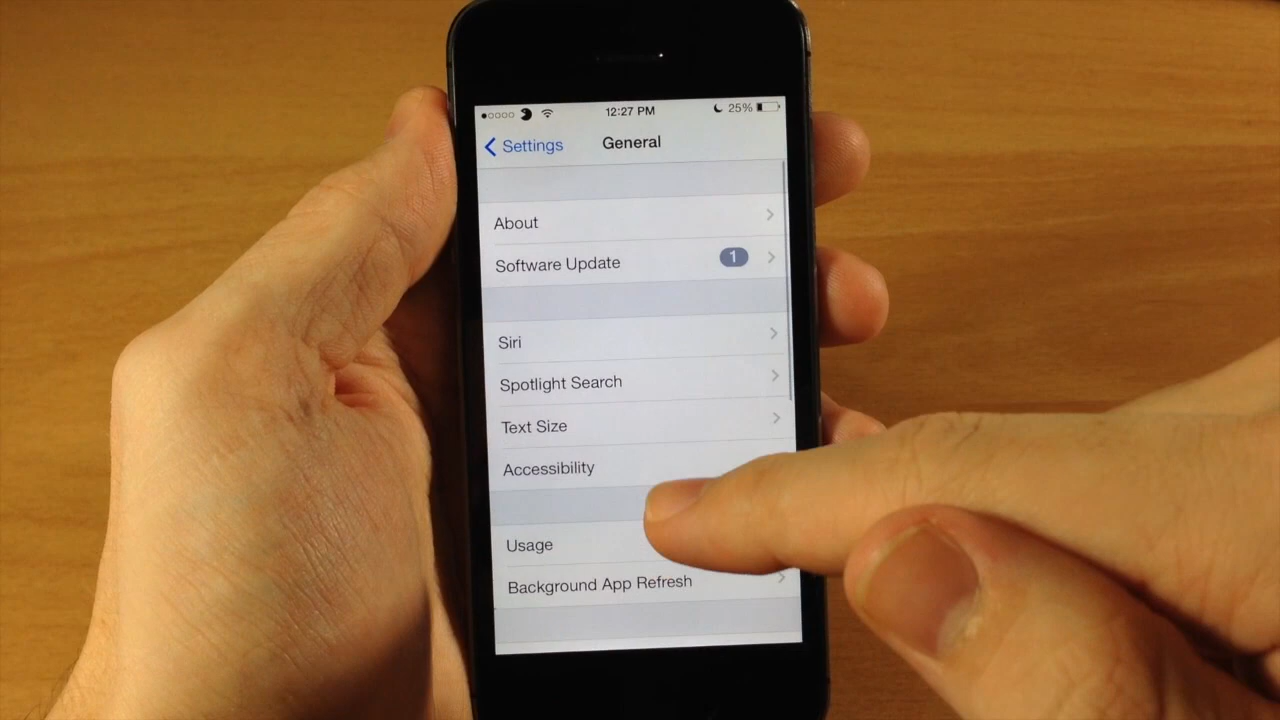 12:27 PM 25%
Settings General
About
Software Update 1
Siri
Spotlight Search
Text Size
Accessibility
Usage
Background App Refresh